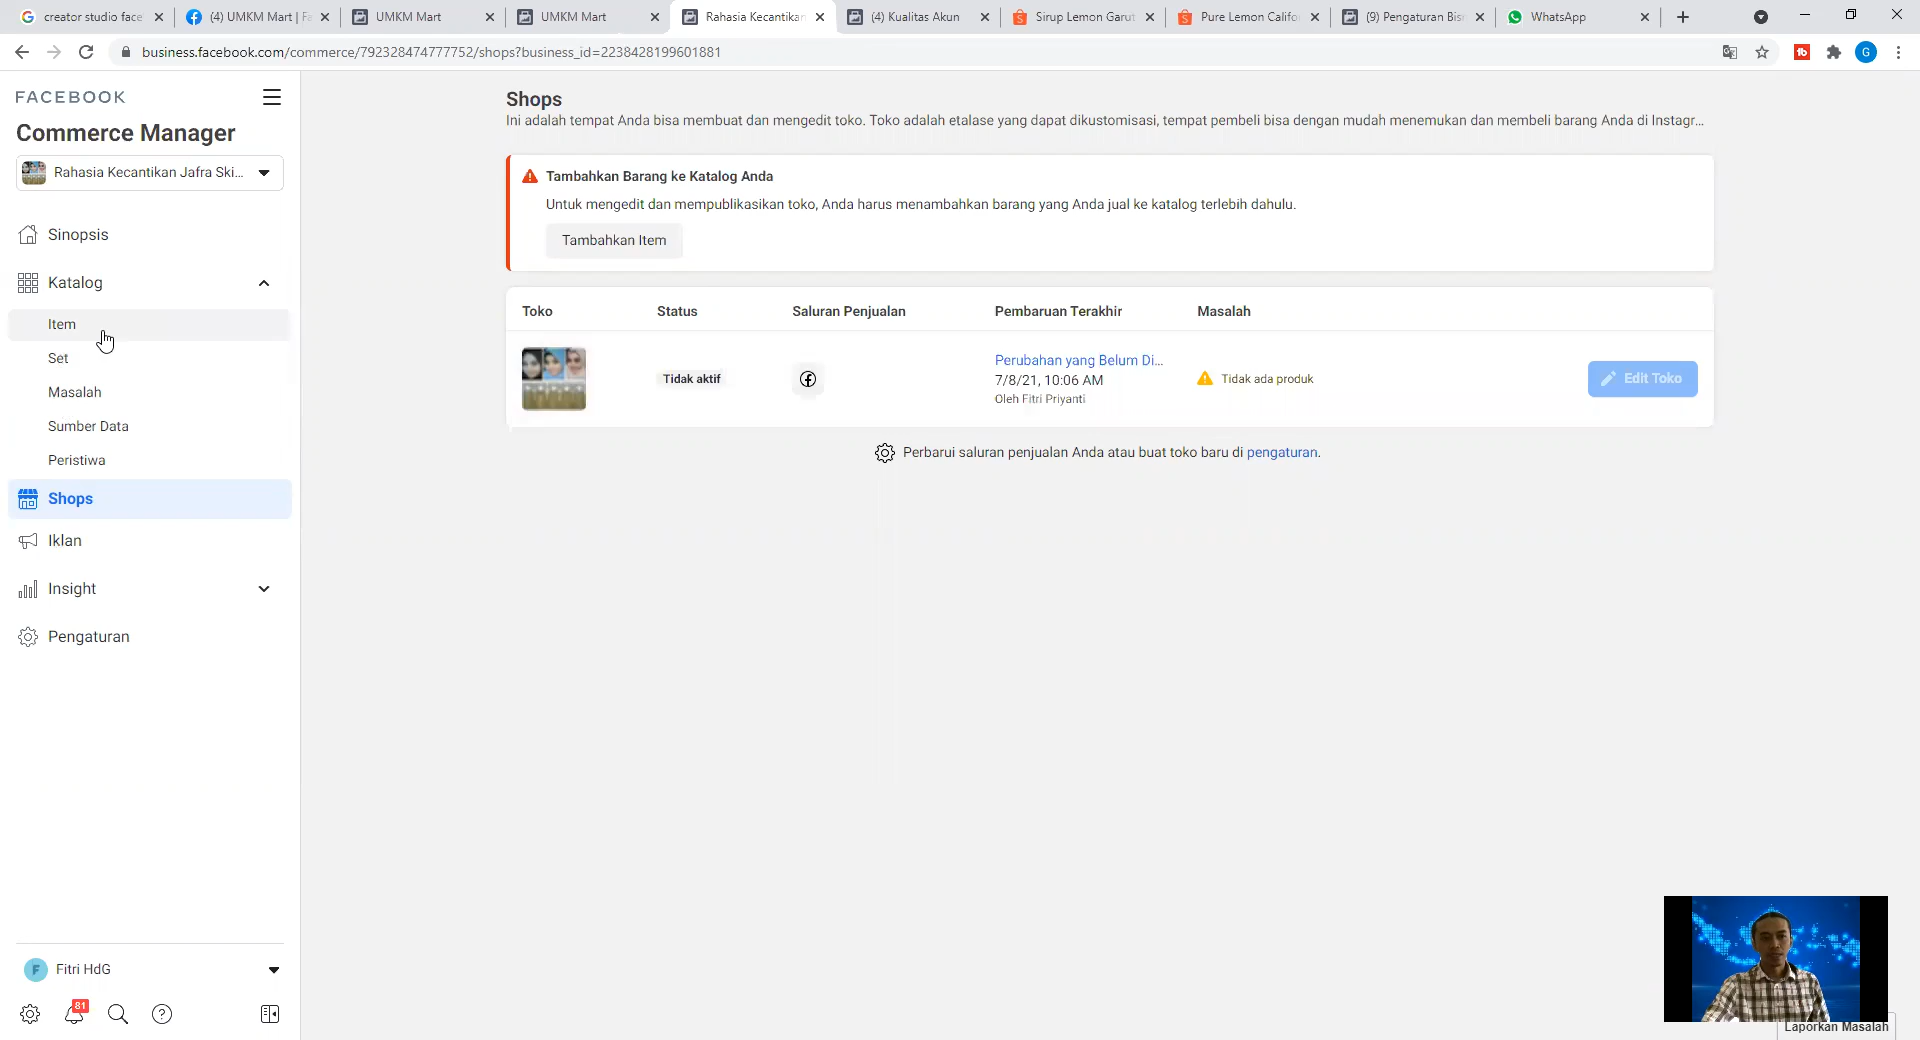 creator studio face
(4) UMKM Mart | Fa
UMKM Mart
UMKM Mart
Rahasia Kecantikan
(4) Kualitas Akun
Sirup Lemon Garut
Pure Lemon Califo
(9) Pengaturan Bisn
WhatsApp
business.facebook.com/commerce/792328474777752/shops?business_id=2238428199601881
G
FACEBOOK
Commerce Manager
Rahasia Kecantikan Jafra Ski...
Sinopsis
Katalog
Item
Set
Masalah
Sumber Data
Peristiwa
Shops
Iklan
Insight
Pengaturan
F
Fitri HdG
81
Shops
Ini adalah tempat Anda bisa membuat dan mengedit toko. Toko adalah etalase yang dapat dikustomisasi, tempat pembeli bisa dengan mudah menemukan dan membeli barang Anda di Instagr...
Tambahkan Barang ke Katalog Anda
Untuk mengedit dan mempublikasikan toko, Anda harus menambahkan barang yang Anda jual ke katalog terlebih dahulu.
Tambahkan Item
Toko Status Saluran Penjualan Pembaruan Terakhir Masalah
Tidak aktif
Perubahan yang Belum Di...
7/8/21, 10:06 AM
Oleh Fitri Priyanti
Tidak ada produk
Edit Toko
Perbarui saluran penjualan Anda atau buat toko baru di pengaturan.
Laporkan Masalah